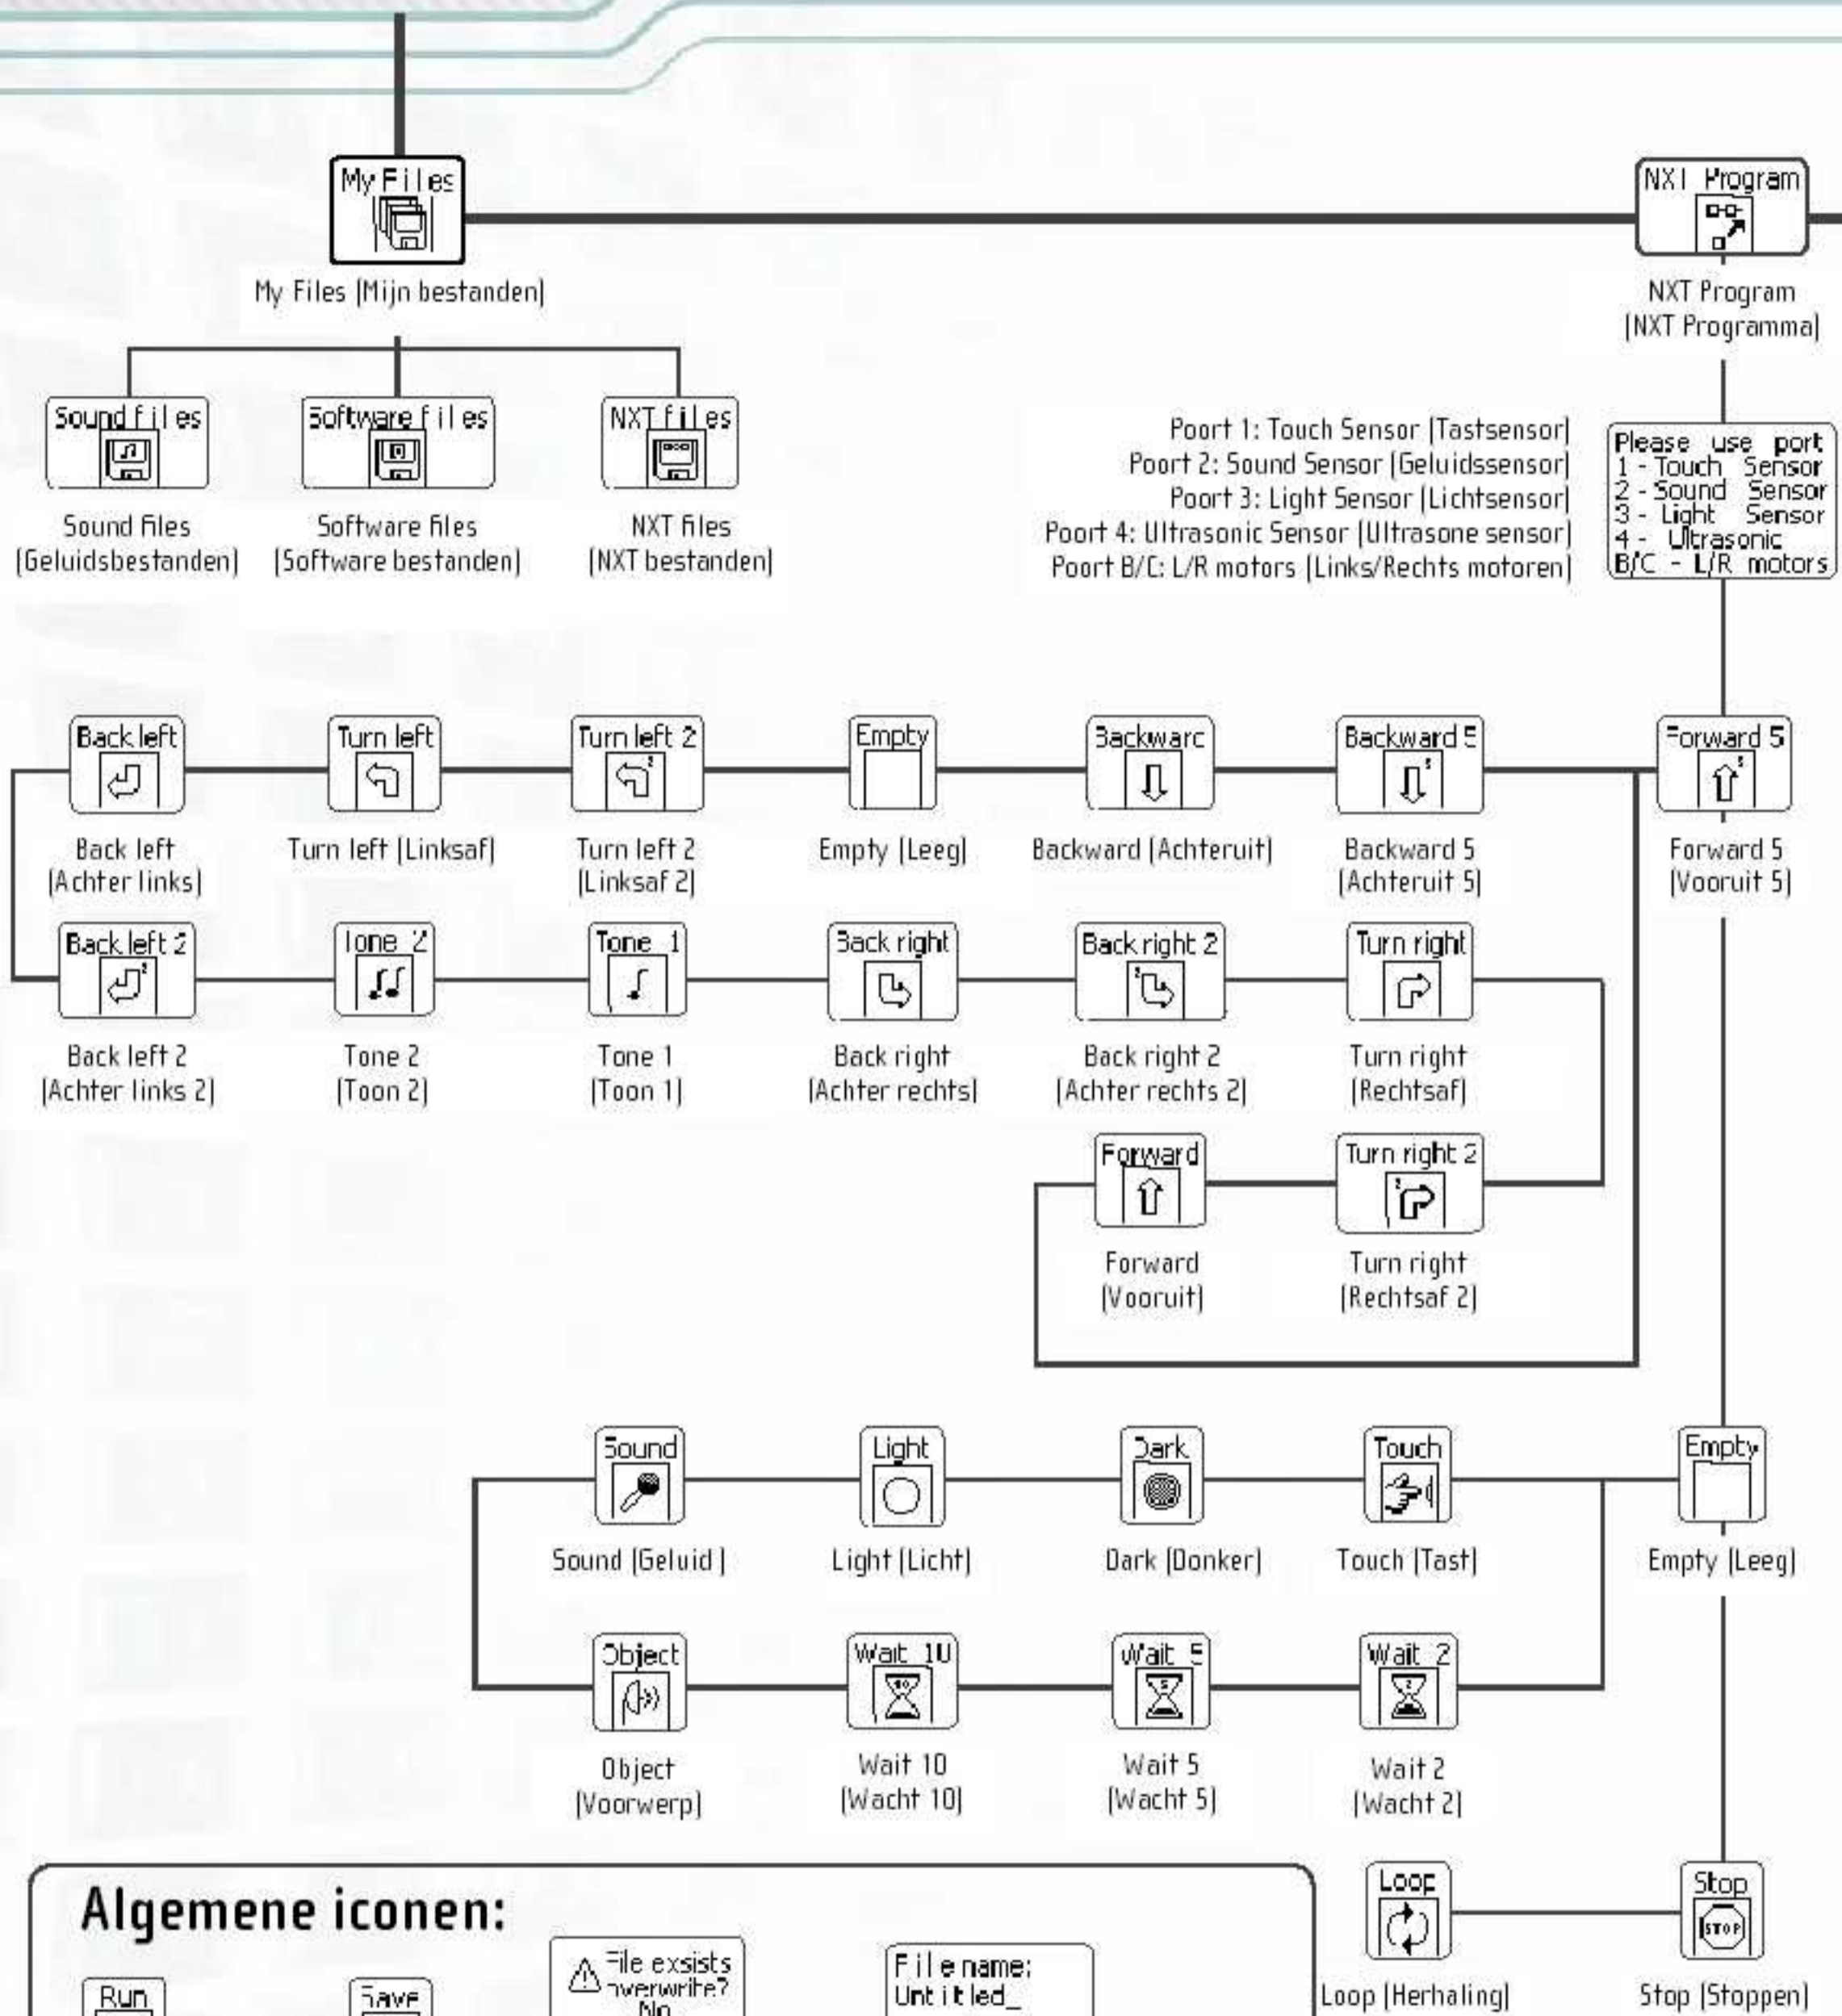 My Files
NXT Program
My Files (Mijn bestanden)
NXT Program
(NXT Programma)
Sound files
Software files
NXT files
Sound files
(Geluidsbestanden)
Software files
(Software bestanden)
NXT files
(NXT bestanden)
Poort 1: Touch Sensor (Tastsensor)
Poort 2: Sound Sensor (Geluidssensor)
Poort 3: Light Sensor (Lichtsensor)
Poort 4: Ultrasonic Sensor (Ultrasone sensor)
Poort B/C: L/R motors (Links/Rechts motoren)
Please use port
1 - Touch Sensor
2 - Sound Sensor
3 - Light Sensor
4 - Ultrasonic
B/C - L/R motors
Back left
Turn left
Turn left 2
Empty
Backward
Backward 5
Forward 5
Back left
(Achter links)
Turn left (Linksaf)
Turn left 2
(Linksaf 2)
Empty (Leeg)
Backward (Achteruit)
Backward 5
(Achteruit 5)
Forward 5
(Vooruit 5)
Back left 2
Tone 2
Tone 1
Back right
Back right 2
Turn right
Back left 2
(Achter links 2)
Tone 2
(Toon 2)
Tone 1
(Toon 1)
Back right
(Achter rechts)
Back right 2
(Achter rechts 2)
Turn right
(Rechtsaf)
Forward
Turn right 2
Forward
(Vooruit)
Turn right
(Rechtsaf 2)
Sound
Light
Dark
Touch
Empty
Sound (Geluid )
Light (Licht)
Dark (Donker)
Touch (Tast)
Empty (Leeg)
Object
Wait 10
Wait 5
Wait 2
Object
(Voorwerp)
Wait 10
(Wacht 10)
Wait 5
(Wacht 5)
Wait 2
(Wacht 2)
Loop
Stop
STOP
Loop (Herhaling)
Stop (Stoppen)
Algemene iconen:
Run
Save
File exsists
overwrite?
No
File name:
Untitled_